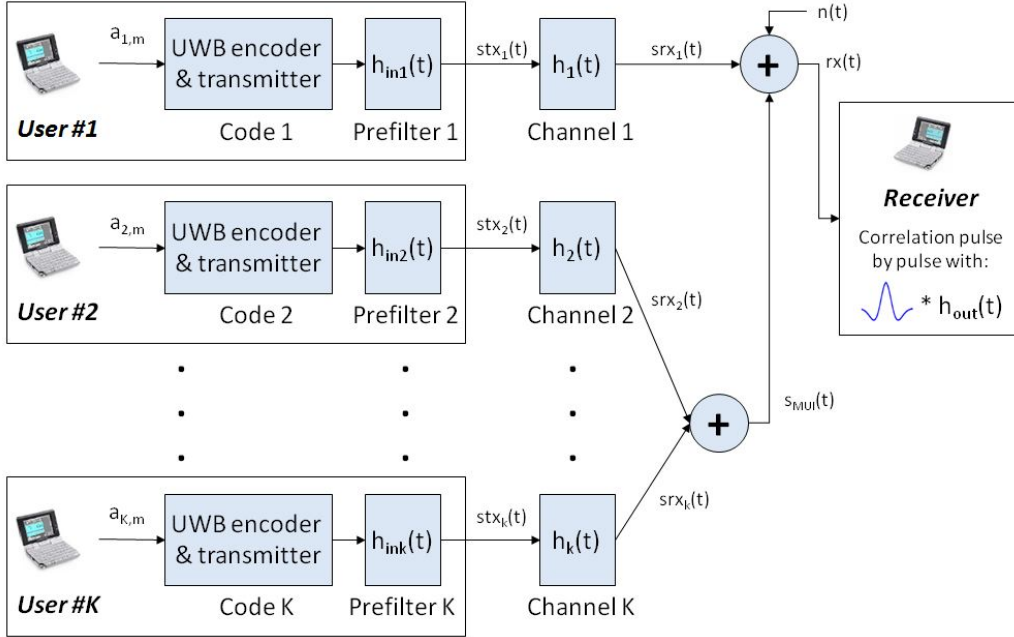 n(t)
a1,m
UWB encoder
& transmitter
hin1(t)
stx1(t)
h1(t)
srx1(t)
+
rx(t)
User #1
Code 1
Prefilter 1
Channel 1
a2,m
UWB encoder
& transmitter
hin2(t)
stx2(t)
h2(t)
srx2(t)
User #2
Code 2
Prefilter 2
Channel 2
Receiver
Correlation pulse
by pulse with:
* hout(t)
+
sMUI(t)
aK,m
UWB encoder
& transmitter
hink(t)
stxk(t)
hk(t)
srxk(t)
User #K
Code K
Prefilter K
Channel K